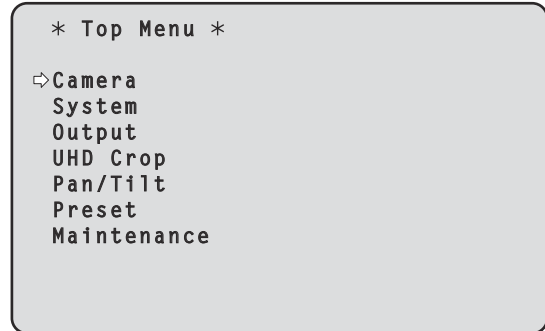 * Top Menu *
⇨Camera
System
Output
UHD Crop
Pan/Tilt
Preset
Maintenance